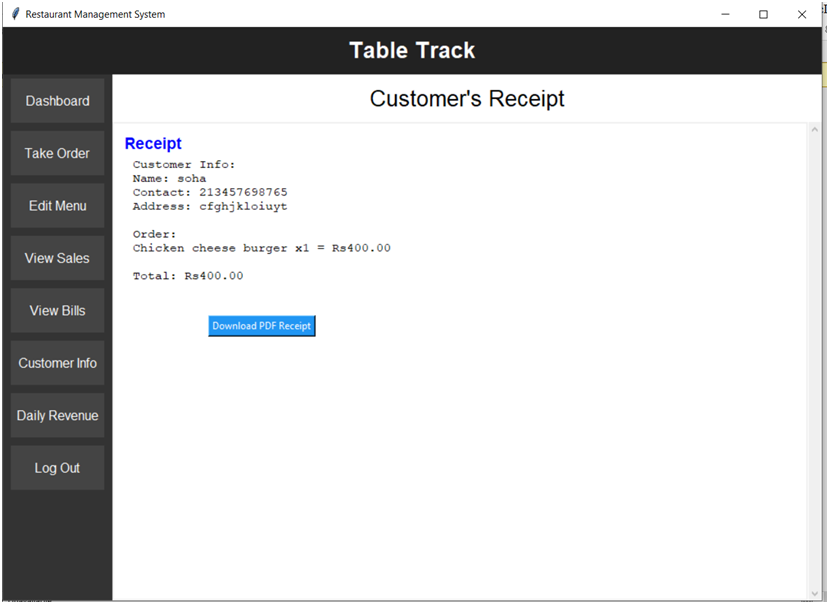 Restaurant Management System
Table Track
Dashboard
Take Order
Edit Menu
View Sales
View Bills
Customer Info
Daily Revenue
Log Out
Customer's Receipt
Receipt
Customer Info:
Name: soha
Contact: 213457698765
Address: cfghjkloiuyt
Order:
Chicken cheese burger x1 = Rs400.00
Total: Rs400.00
Download PDF Receipt